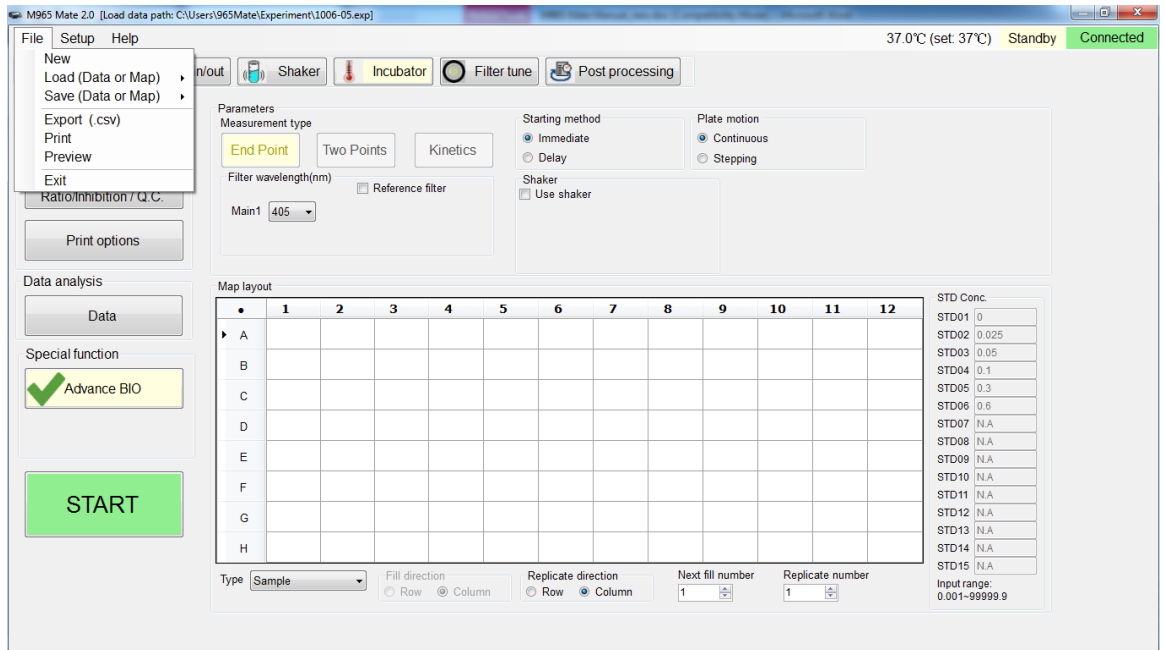 M965 Mate 2.0 [Load data path: C:\Users\965Mate\Experiment\1006-05.exp]
File Setup Help
37.0℃ (set: 37℃) Standby Connected
New
Load (Data or Map)
Save (Data or Map)
Export (.csv)
Print
Preview
Exit
n/out Shaker Incubator Filter tune Post processing
Ratio/Inhibition / Q.C.
Print options
Data analysis
Data
Special function
Advance BIO
START
Parameters
Measurement type
End Point Two Points Kinetics
Filter wavelength(nm)
Reference filter
Main1 405
Starting method
Immediate
Delay
Shaker
Use shaker
Plate motion
Continuous
Stepping
Map layout
1 2 3 4 5 6 7 8 9 10 11 12
A
B
C
D
E
F
G
H
Type Sample
Fill direction
Row Column
Replicate direction
Row Column
Next fill number
1
Replicate number
1
STD Conc.
STD01 0
STD02 0.025
STD03 0.05
STD04 0.1
STD05 0.3
STD06 0.6
STD07 N.A
STD08 N.A
STD09 N.A
STD10 N.A
STD11 N.A
STD12 N.A
STD13 N.A
STD14 N.A
STD15 N.A
Input range:
0.001~99999.9